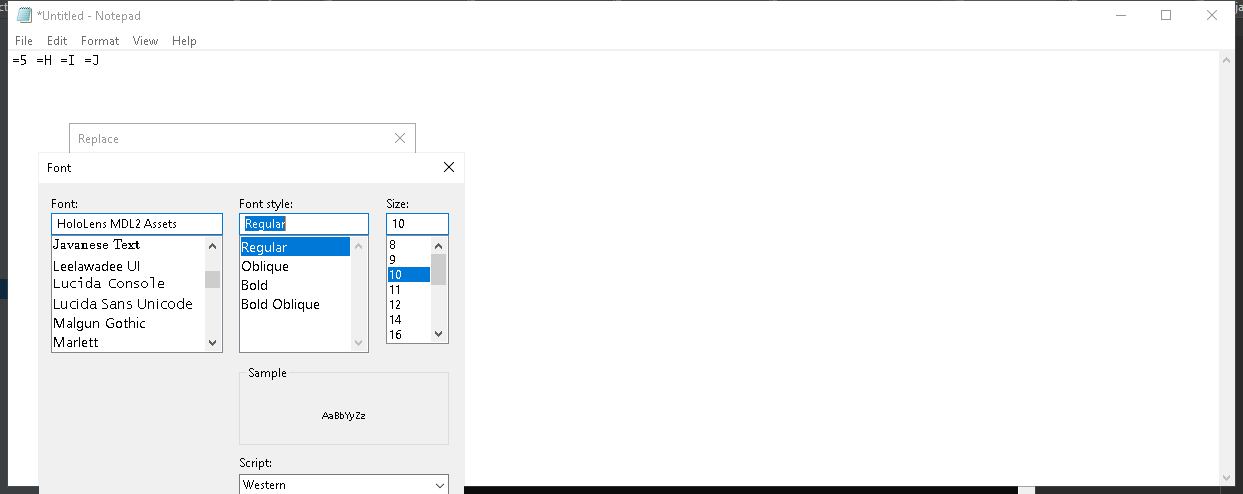 *Untitled - Notepad
File Edit Format View Help
=5 =H =I =J
Replace
Font
Font: Font style: Size:
HoloLens MDL2 Assets Regular 10
Javanese Text
Leelawadee UI
Lucida Console
Lucida Sans Unicode
Malgun Gothic
Marlett
Regular
Oblique
Bold
Bold Oblique
8
9
10
11
12
14
16
Sample
AaBbYyZz
Script:
Western